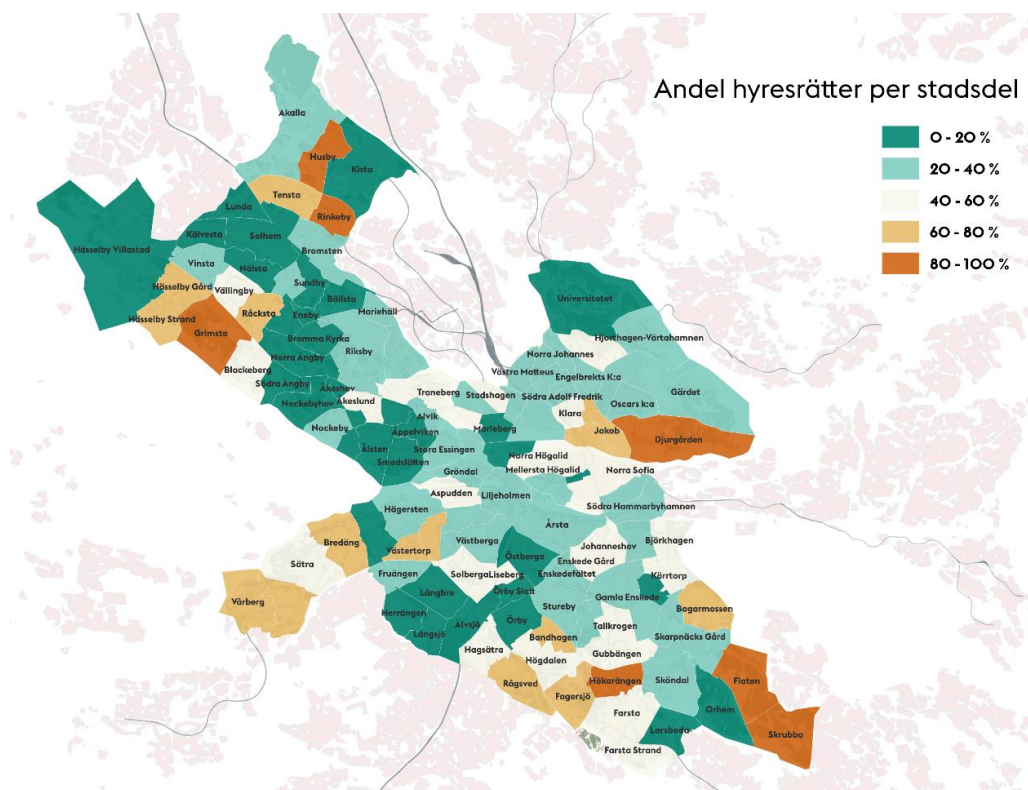 Andel hyresrätter per stadsdel
0 - 20 %
20 - 40 %
40 - 60 %
60 - 80 %
80 - 100 %
Akalla
Husby
Kista
Tensta
Rinkeby
Lunda
Kälvesta
Solhem
Bromsten
Hässelby Villastad
Vinsta
Nälsta
Sundby
Hässelby Gård
Vällingby
Bällsta
Mariehäll
Universitetet
Hässelby Strand
Råcksta
Eneby
Grimsta
Bromma Kyrka
Riksby
Norra Ängby
Blackeberg
Södra Ängby
Åkeshov
Nockebyhov
Åkeslund
Traneberg
Stadshagen
Hjorthagen-Värtahamnen
Norra Johannes
Västra Matteus
Engelbrekts K:a
Gärdet
Södra Adolf Fredrik
Oscars k:a
Klara
Jakob
Djurgården
Nockeby
Alvik
Äppelviken
Marieberg
Ålsten
Stora Essingen
Smedslätten
Norra Högalid
Gröndal
Mellersta Högalid
Norra Sofia
Aspudden
Liljeholmen
Hägersten
Södra Hammarbyhamnen
Årsta
Bredäng
Västertorp
Västberga
Johanneshov
Björkhagen
Östberga
Enskede Gård
Sätra
Fruängen
Solberga
Liseberg
Enskedefältet
Kärrtorp
Vårberg
Långbro
Örby Slott
Gamla Enskede
Herrängen
Stureby
Bagarmossen
Älvsjö
Örby
Tallkrogen
Långsjö
Bandhagen
Skarpnäcks Gård
Hagsätra
Högdalen
Gubbängen
Rågsved
Hökarängen
Sköndal
Flaten
Fagersjö
Farsta
Orhem
Larsboda
Skrubba
Farsta Strand